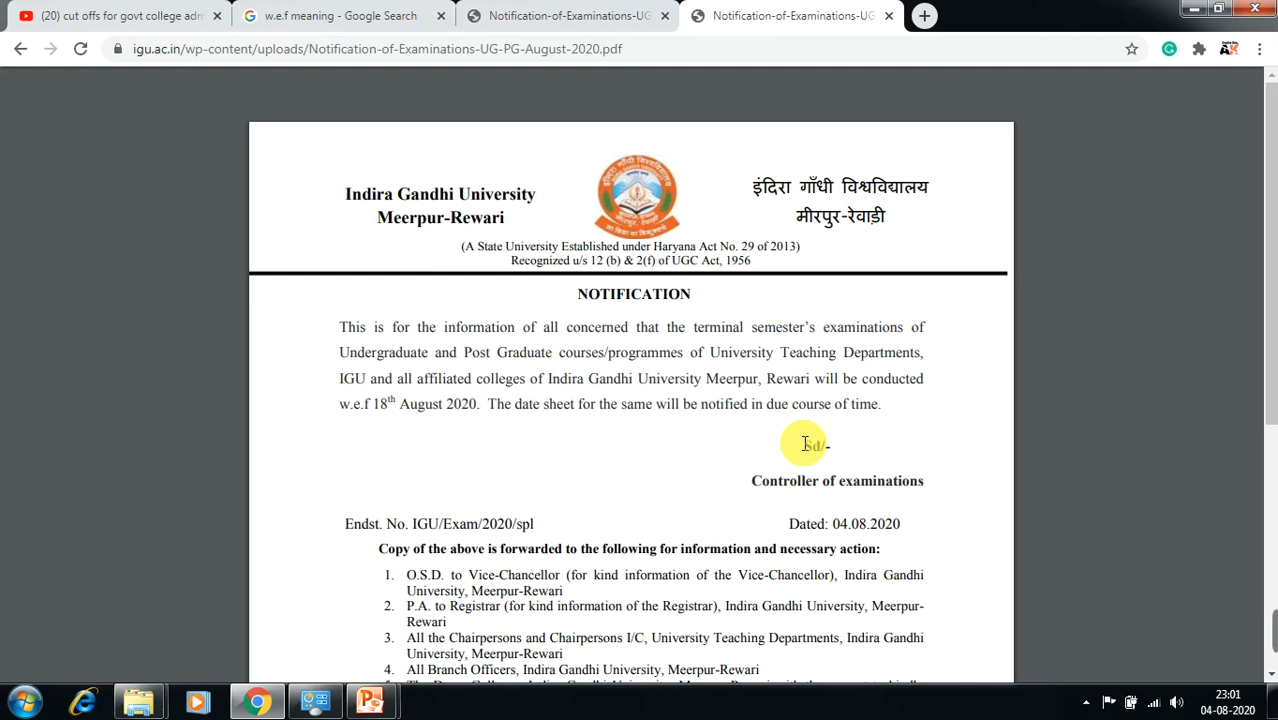 (20) cut offs for govt college adm
w.e.f meaning - Google Search
Notification-of-Examinations-UG
Notification-of-Examinations-UG
igu.ac.in/wp-content/uploads/Notification-of-Examinations-UG-PG-August-2020.pdf
Indira Gandhi University
Meerpur-Rewari
इंदिरा गाँधी विश्वविद्यालय
मीरपुर-रेवाड़ी
(A State University Established under Haryana Act No. 29 of 2013)
Recognized u/s 12 (b) & 2(f) of UGC Act, 1956
NOTIFICATION
This is for the information of all concerned that the terminal semester's examinations of
Undergraduate and Post Graduate courses/programmes of University Teaching Departments,
IGU and all affiliated colleges of Indira Gandhi University Meerpur, Rewari will be conducted
w.e.f 18th August 2020. The date sheet for the same will be notified in due course of time.
Sd/-
Controller of examinations
Endst. No. IGU/Exam/2020/spl
Dated: 04.08.2020
Copy of the above is forwarded to the following for information and necessary action:
1. O.S.D. to Vice-Chancellor (for kind information of the Vice-Chancellor), Indira Gandhi
University, Meerpur-Rewari
2. P.A. to Registrar (for kind information of the Registrar), Indira Gandhi University, Meerpur-
Rewari
3. All the Chairpersons and Chairpersons I/C, University Teaching Departments, Indira Gandhi
University, Meerpur-Rewari
4. All Branch Officers, Indira Gandhi University, Meerpur-Rewari
23:01
04-08-2020